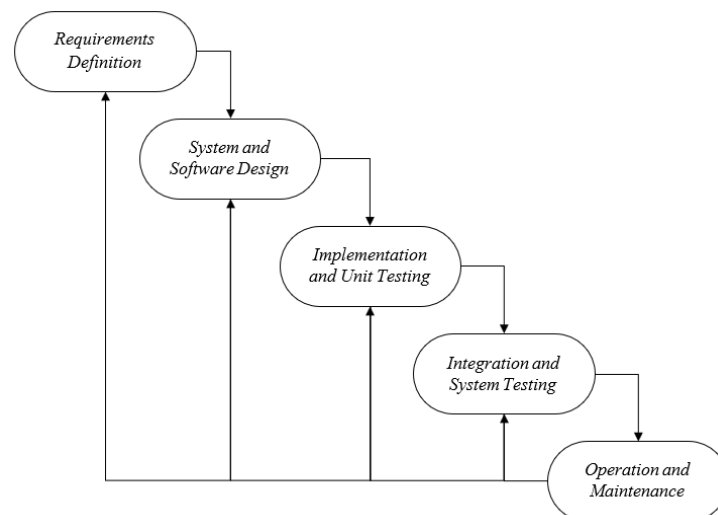 Requirements
Definition
System and
Software Design
Implementation
and Unit Testing
Integration and
System Testing
Operation and
Maintenance